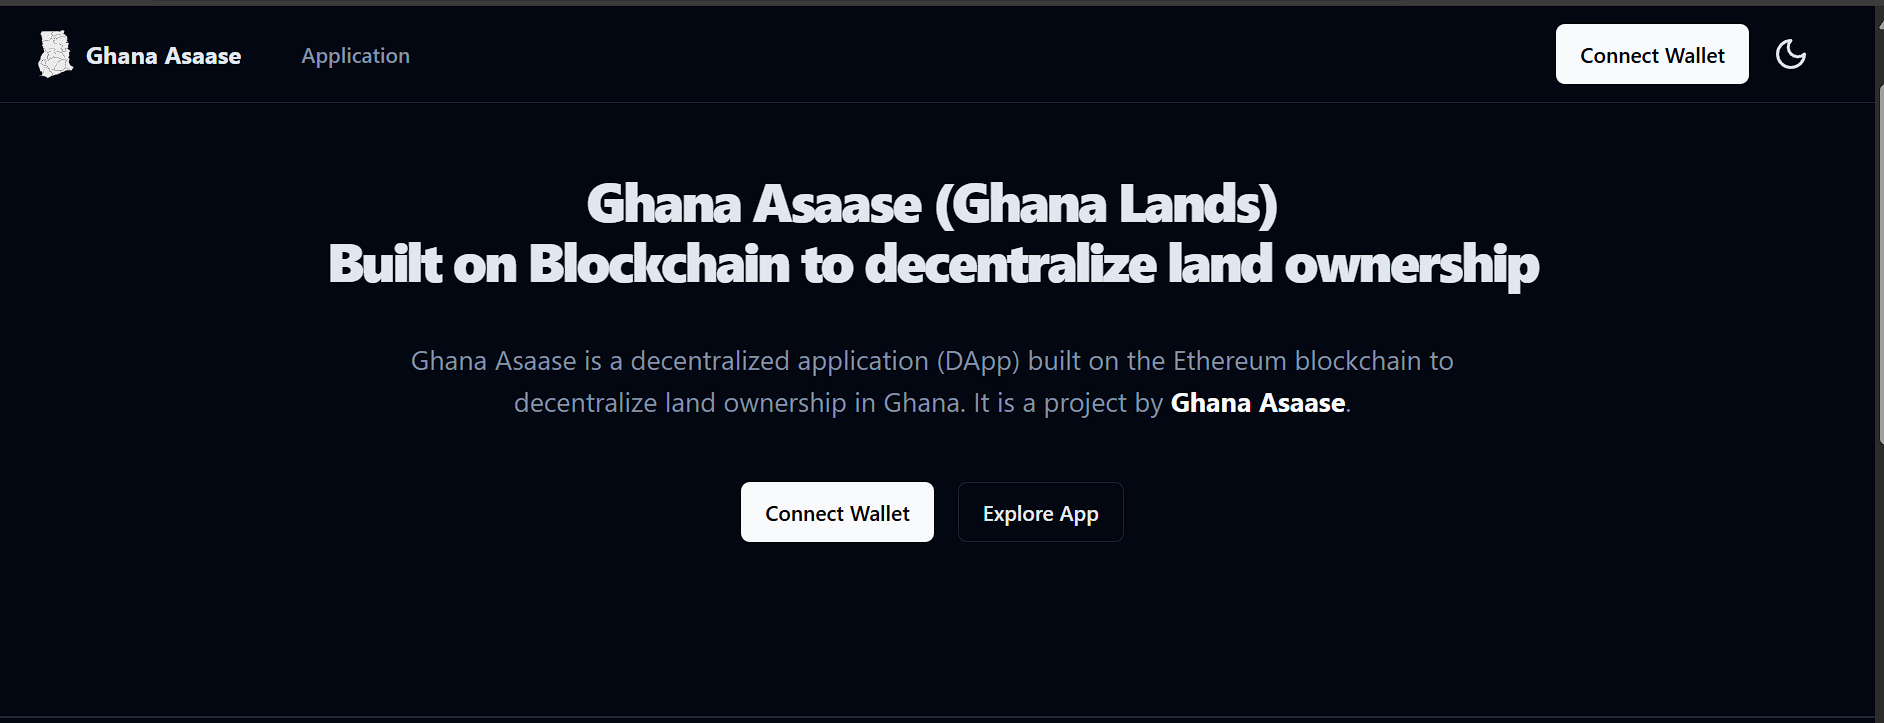 Ghana Asaase
Application
Connect Wallet
Ghana Asaase (Ghana Lands)
Built on Blockchain to decentralize land ownership
Ghana Asaase is a decentralized application (DApp) built on the Ethereum blockchain to
decentralize land ownership in Ghana. It is a project by Ghana Asaase.
Connect Wallet
Explore App